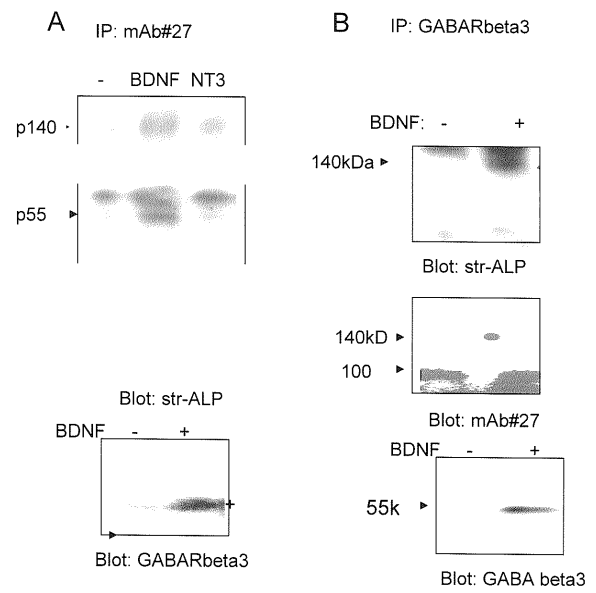 A
IP: mAb#27
- BDNF NT3
p140
p55
Blot: str-ALP
BDNF - +
+
Blot: GABARbeta3
B
IP: GABARbeta3
BDNF: - +
140kDa
Blot: str-ALP
140kD
100
Blot: mAb#27
BDNF - +
55k
Blot: GABA beta3